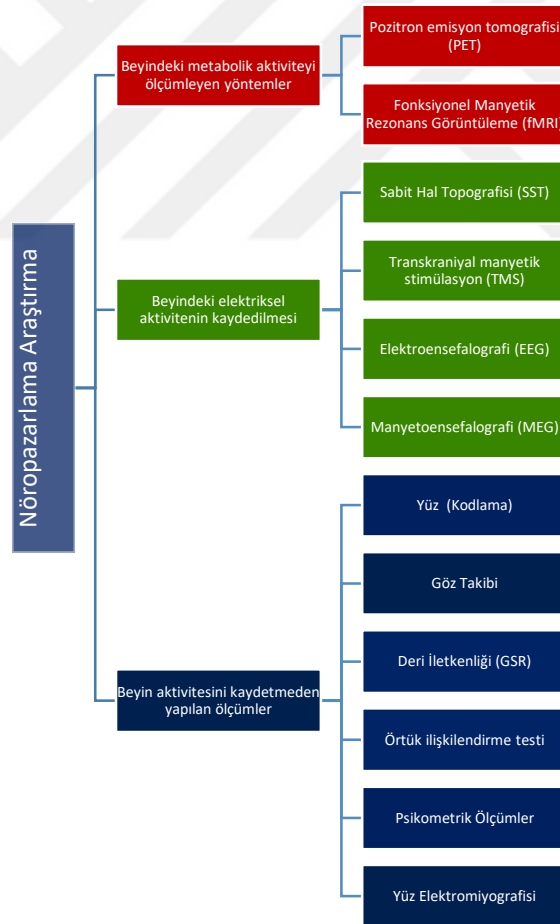 Nöropazarlama Araştırma
Beyindeki metabolik aktiviteyi
ölçümleyen yöntemler
Pozitron emisyon tomografisi
(PET)
Fonksiyonel Manyetik
Rezonans Görüntüleme (fMRI)
Beyindeki elektriksel
aktivitenin kaydedilmesi
Sabit Hal Topografisi (SST)
Transkraniyal manyetik
stimülasyon (TMS)
Elektroensefalografi (EEG)
Manyetoensefalografi (MEG)
Beyin aktivitesini kaydetmeden
yapılan ölçümler
Yüz (Kodlama)
Göz Takibi
Deri İletkenliği (GSR)
Örtük ilişkilendirme testi
Psikometrik Ölçümler
Yüz Elektromiyografisi